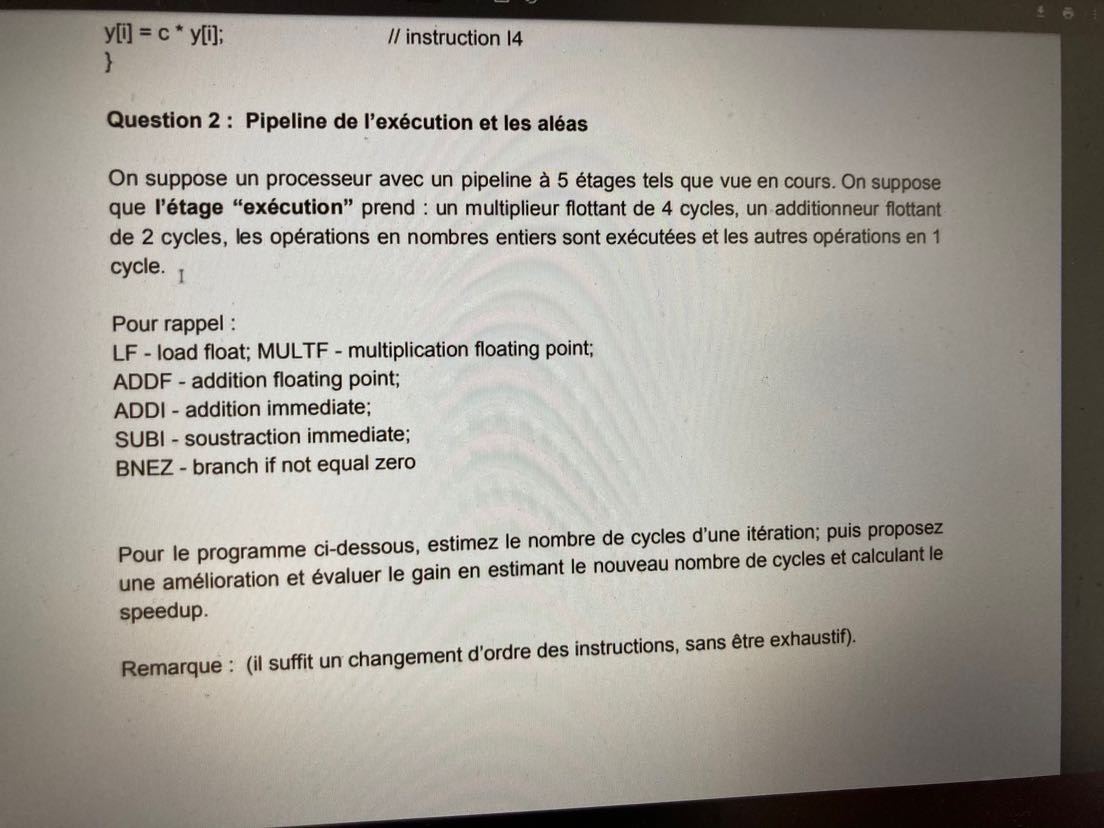 y[i] = c * y[i]; // instruction I4
}
Question 2 : Pipeline de l'exécution et les aléas
On suppose un processeur avec un pipeline à 5 étages tels que vue en cours. On suppose
que l'étage “exécution” prend : un multiplieur flottant de 4 cycles, un additionneur flottant
de 2 cycles, les opérations en nombres entiers sont exécutées et les autres opérations en 1
cycle.
Pour rappel :
LF - load float; MULTF - multiplication floating point;
ADDF - addition floating point;
ADDI - addition immediate;
SUBI - soustraction immediate;
BNEZ - branch if not equal zero
Pour le programme ci-dessous, estimez le nombre de cycles d'une itération; puis proposez
une amélioration et évaluer le gain en estimant le nouveau nombre de cycles et calculant le
speedup.
Remarque : (il suffit un changement d'ordre des instructions, sans être exhaustif).